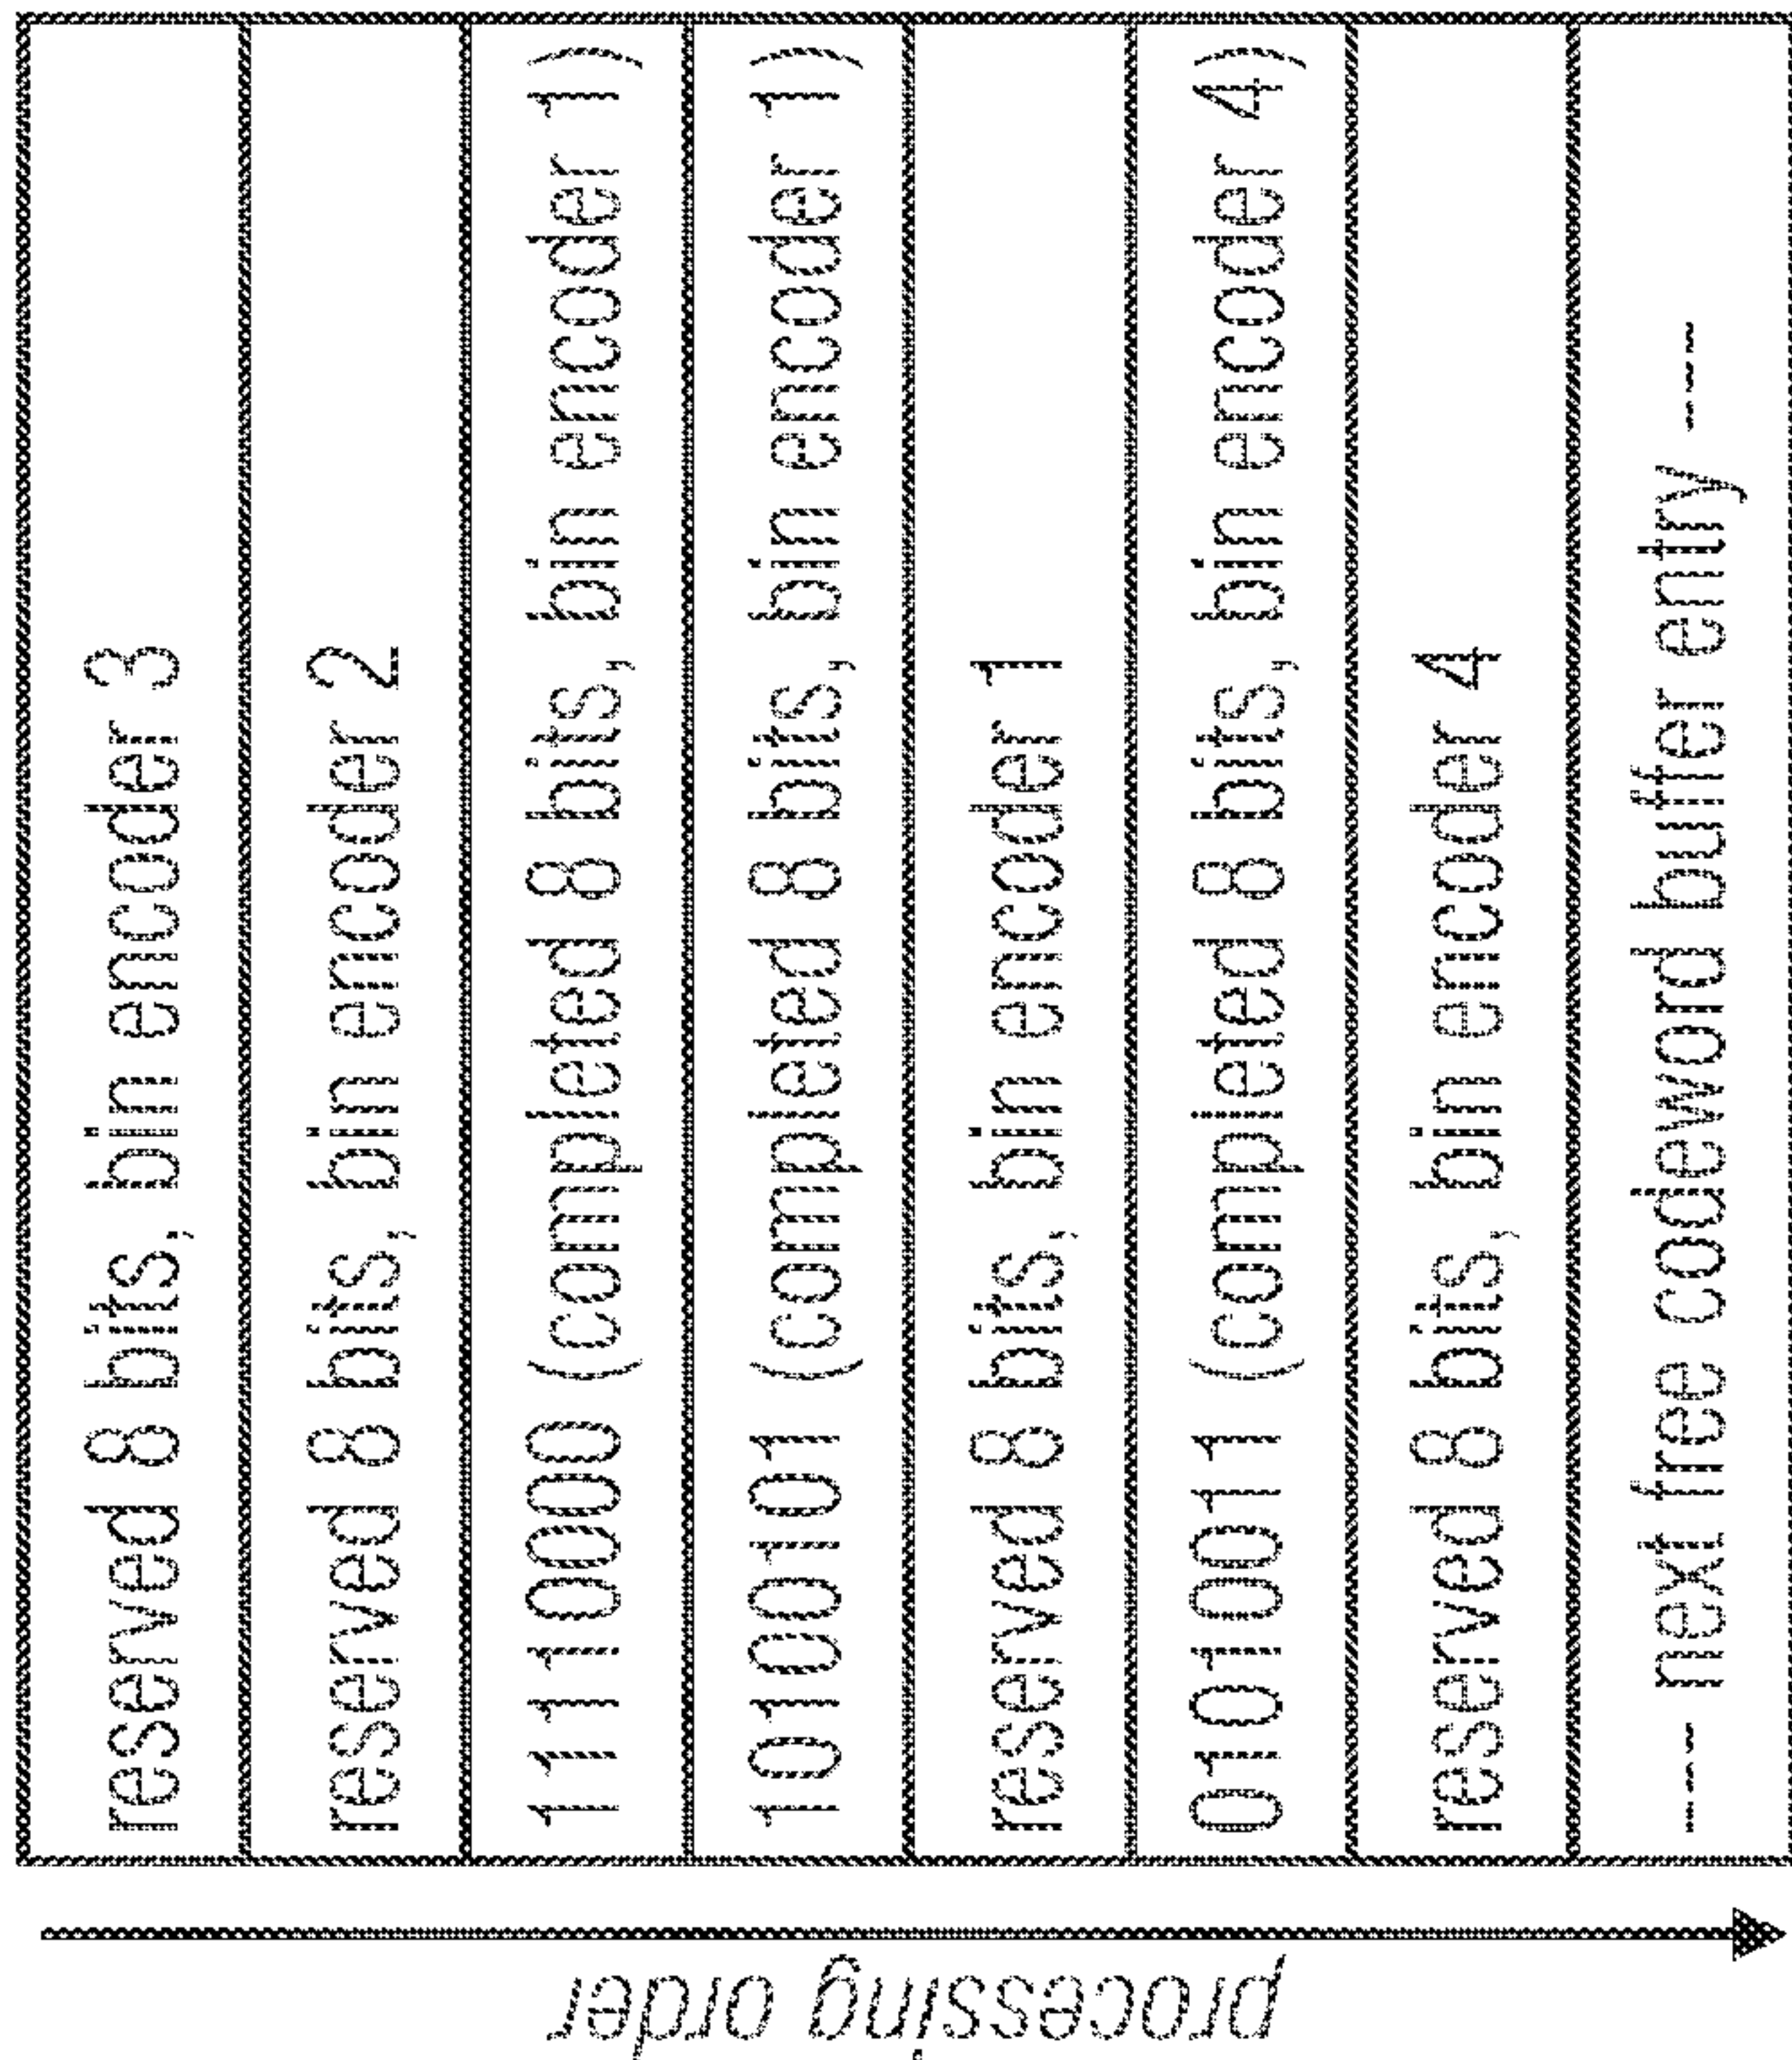 processing order
reserved 8 bits, bin encoder 3
reserved 8 bits, bin encoder 2
11110000 (completed 8 bits, bin encoder 1)
10100101 (completed 8 bits, bin encoder 1)
reserved 8 bits, bin encoder 1
01010011 (completed 8 bits, bin encoder 4)
reserved 8 bits, bin encoder 4
---- next free codeword buffer entry ----